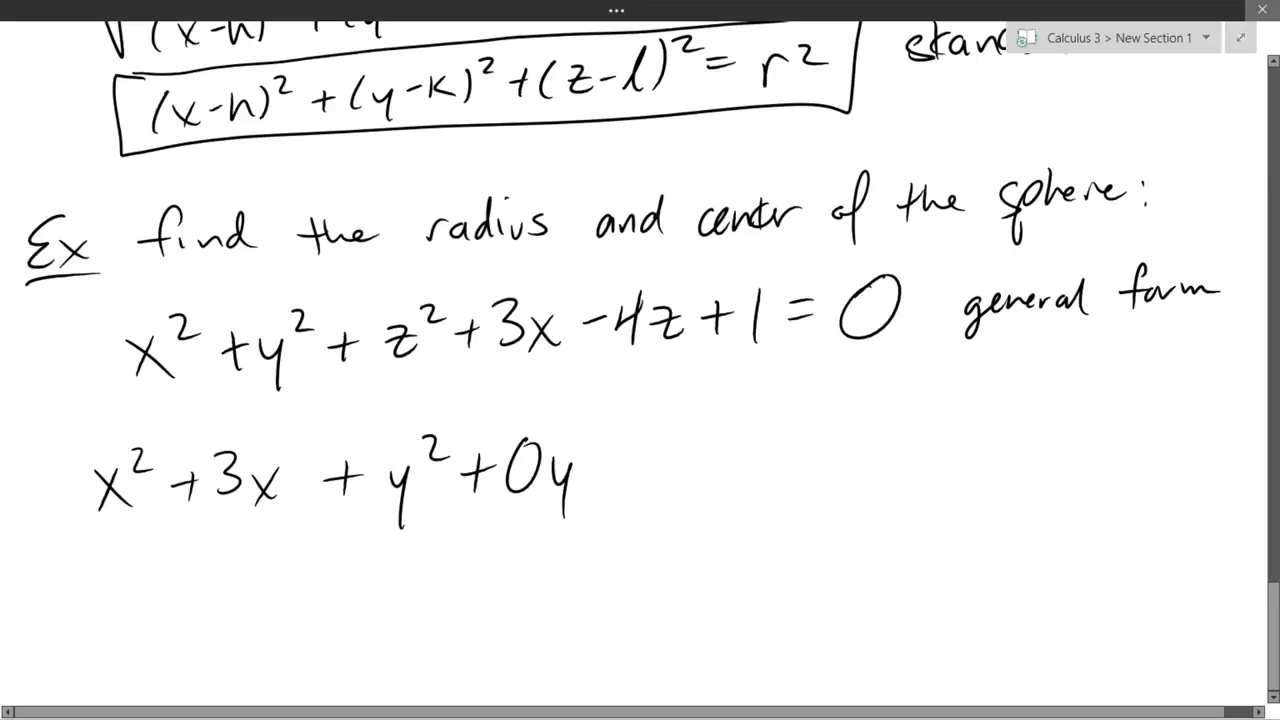 (x-h)² + (y-k)² + (z-l)² = r²
Calculus 3 > New Section 1
Ex find the radius and center of the sphere:
x² + y² + z² + 3x - 4z + 1 = 0 general form
x² + 3x + y² + 0y